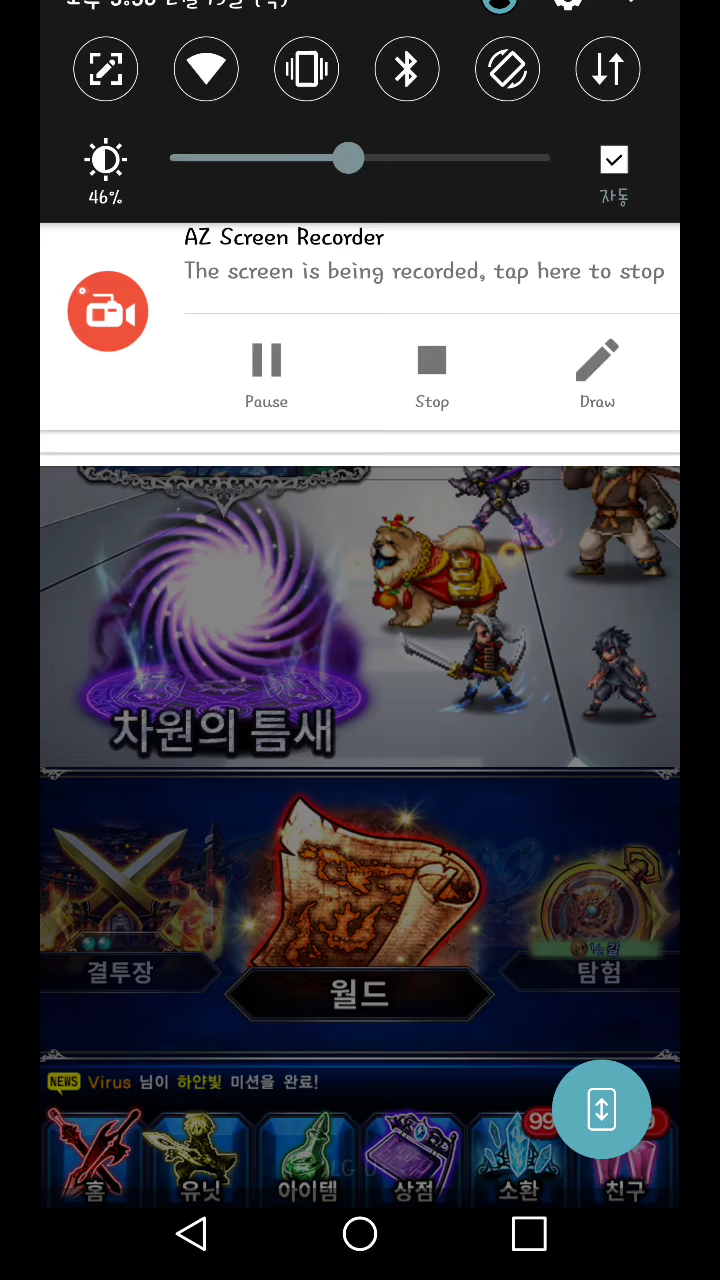 46%
자동
AZ Screen Recorder
The screen is being recorded, tap here to stop
Pause
Stop
Draw
차원의 틈새
결투장
월드
탐험
NEWS Virus 님이 하얀빛 미션을 완료!
99
홈
유닛
아이템
상점
소환
친구